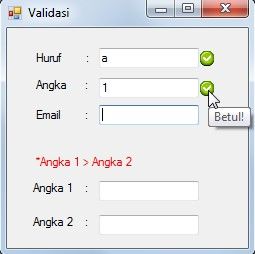 Validasi
Huruf : a
Angka : 1
Betul!
Email :
*Angka 1 > Angka 2
Angka 1 :
Angka 2 :